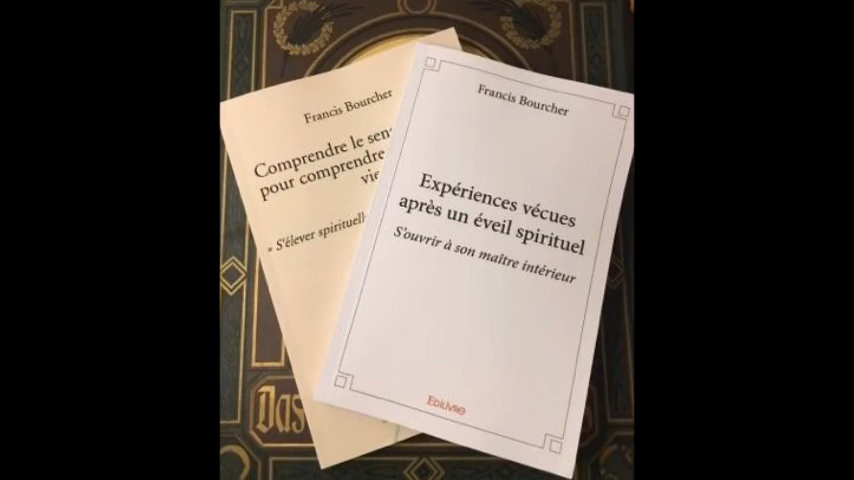 Francis Bourcher
Comprendre le sens
pour comprendre
vie
« S'élever spirituell
Francis Bourcher
Expériences vécues
après un éveil spirituel
S'ouvrir à son maître intérieur
Edilivre
Das